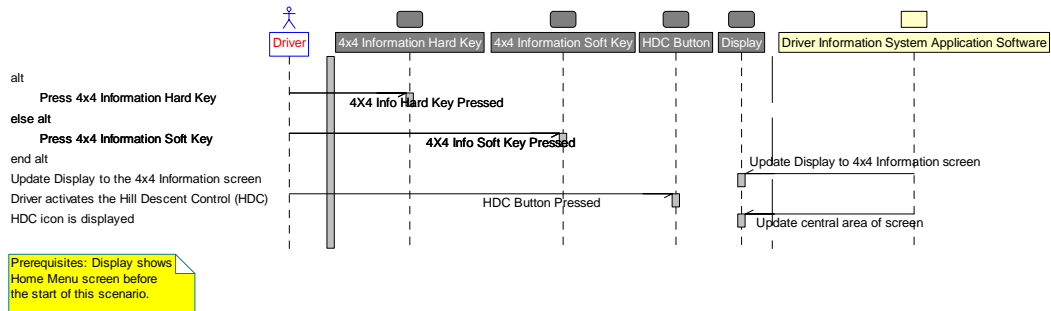 Driver
4x4 Information Hard Key
4x4 Information Soft Key
HDC Button
Display
Driver Information System Application Software
alt
Press 4x4 Information Hard Key
4X4 Info Hard Key Pressed
else alt
Press 4x4 Information Soft Key
4X4 Info Soft Key Pressed
end alt
Update Display to 4x4 Information screen
Update Display to the 4x4 Information screen
Driver activates the Hill Descent Control (HDC)
HDC Button Pressed
HDC icon is displayed
Update central area of screen
Prerequisites: Display shows
Home Menu screen before
the start of this scenario.